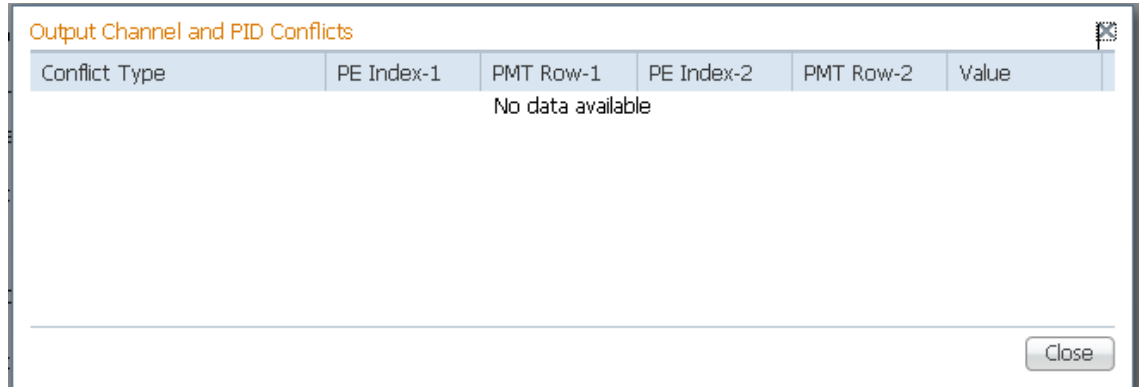 Output Channel and PID Conflicts
Conflict Type PE Index-1 PMT Row-1 PE Index-2 PMT Row-2 Value
No data available
Close